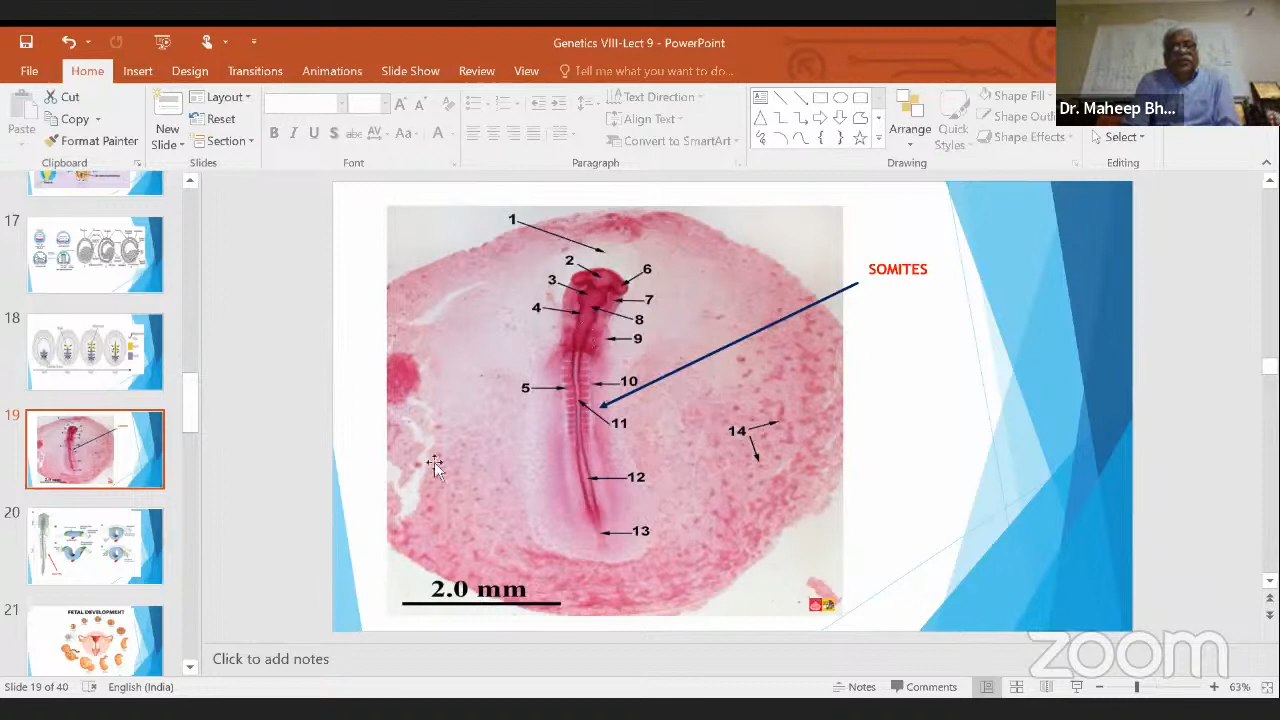 Genetics VIII-Lect 9 - PowerPoint
File Home Insert Design Transitions Animations Slide Show Review View Tell me what you want to do...
Dr. Maheep Bh...
Paste
Cut
Copy
Format Painter
Clipboard
New
Slide
Layout
Reset
Section
Slides
B I U S abc AV Aa A
Font
Text Direction
Align Text
Convert to SmartArt
Paragraph
Arrange
Quick
Styles
Shape Fill
Shape Outl
Shape Effects
Drawing
Select
Editing
17
18
19
20
21
FETAL DEVELOPMENT
1
2
3
4
5
6
7
8
9
10
11
12
13
14
SOMITES
2.0 mm
Click to add notes
zoom
Slide 19 of 40 English (India) Notes Comments 63%